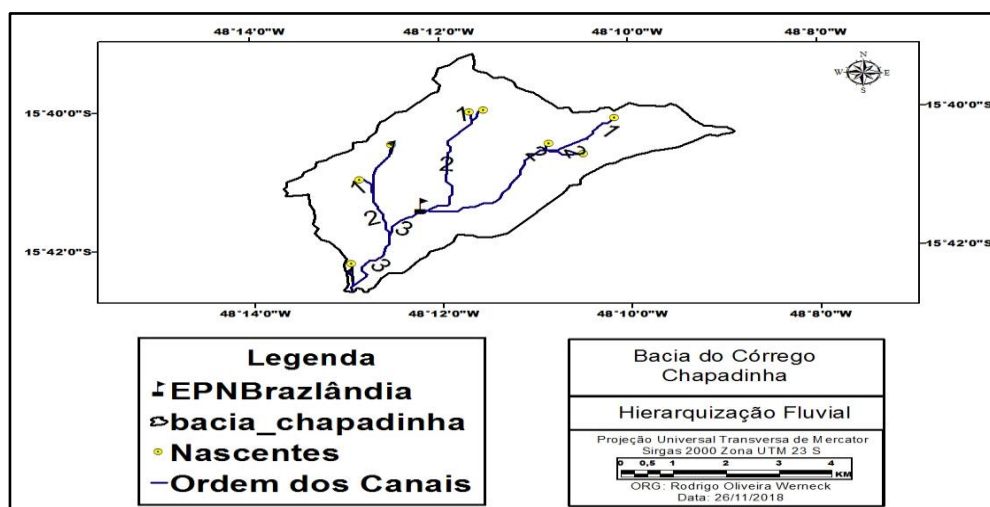 48°14'0"W 48°12'0"W 48°10'0"W 48°8'0"W
N
W E
S
15°40'0"S 15°40'0"S
1 1
1
2
1
2
3
15°42'0"S 15°42'0"S
3
48°14'0"W 48°12'0"W 48°10'0"W 48°8'0"W
Legenda
EPNBrazlândia
bacia_chapadinha
Nascentes
Ordem dos Canais
Bacia do Córrego
Chapadinha
Hierarquização Fluvial
Projeção Universal Transversa de Mercator
Sirgas 2000 Zona UTM 23 S
0 0,5 1 2 3 4
KM
ORG: Rodrigo Oliveira Werneck
Data: 26/11/2018